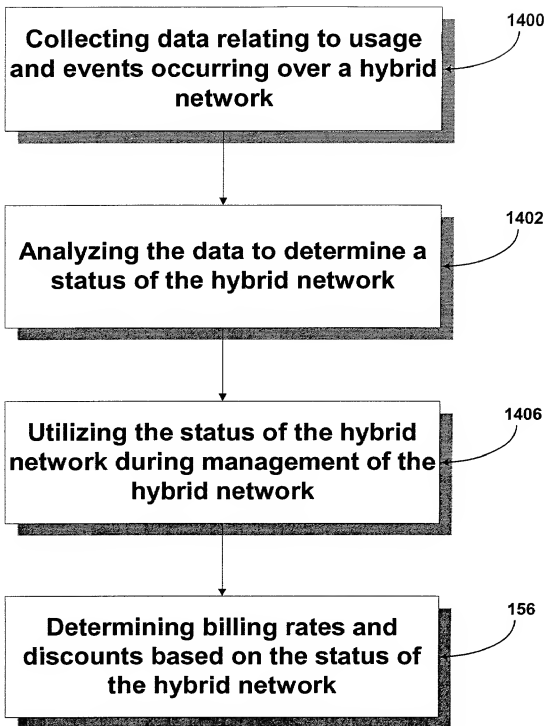 1400
Collecting data relating to usage
and events occurring over a hybrid
network
1402
Analyzing the data to determine a
status of the hybrid network
1406
Utilizing the status of the hybrid
network during management of the
hybrid network
156
Determining billing rates and
discounts based on the status of
the hybrid network